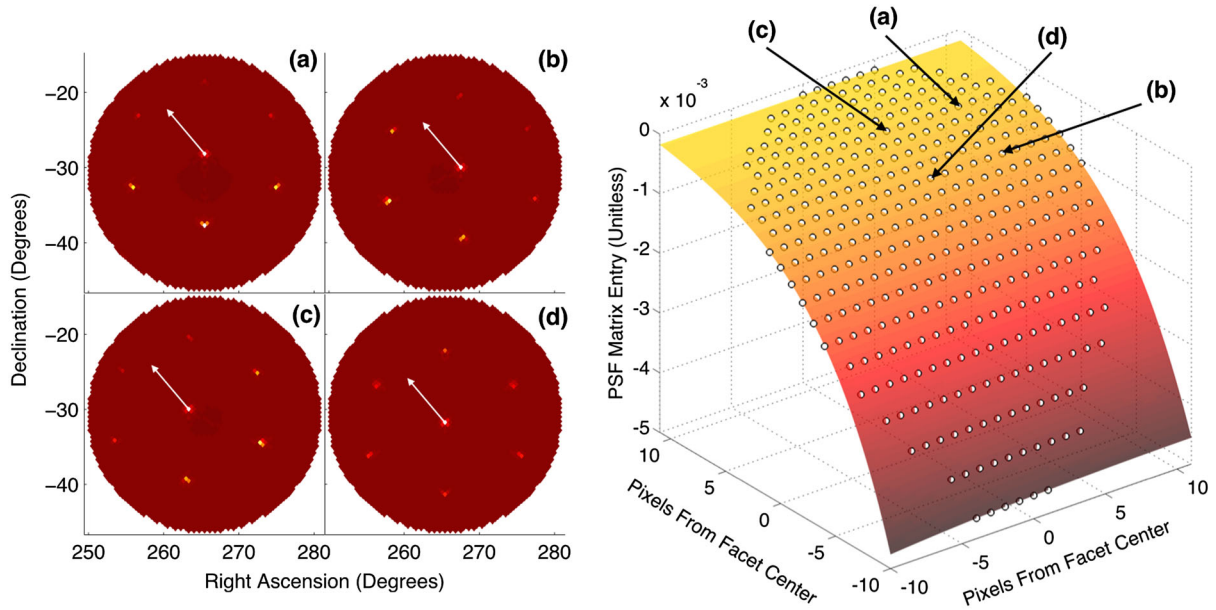 (a)
(b)
-20
-30
-40
(c)
(d)
-20
-30
-40
250
260
270
280
260
270
280
Declination (Degrees)
Right Ascension (Degrees)
(a)
(c)
(d)
(b)
x 10-3
0
-1
-2
-3
-4
-5
PSF Matrix Entry (Unitless)
10
5
0
-5
-10
Pixels From Facet Center
-10
-5
0
5
10
Pixels From Facet Center